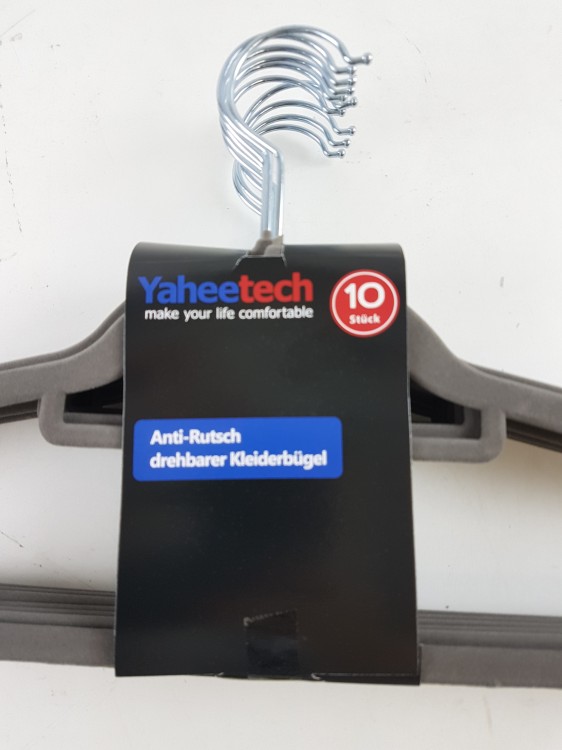 Yaheetech
make your life comfortable
10
Stück
Anti-Rutsch
drehbarer Kleiderbügel